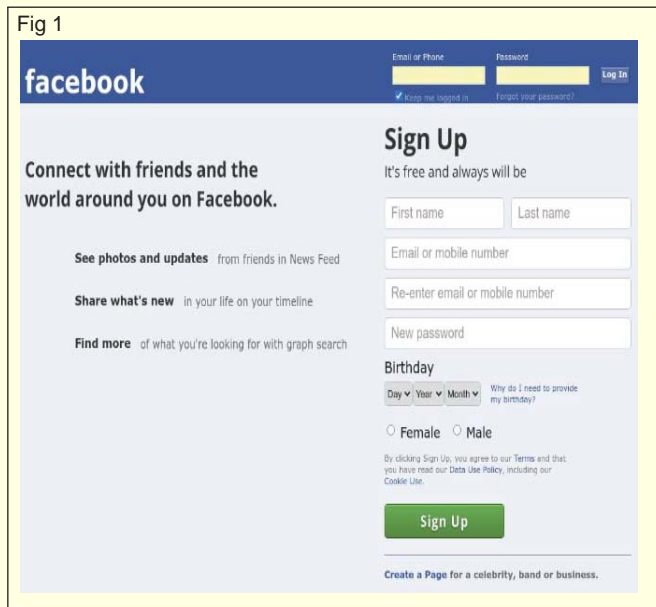 Fig 1
Email or Phone Password
facebook Log In
Keep me logged in Forgot your password?
Sign Up
It's free and always will be
Connect with friends and the
world around you on Facebook.
First name Last name
Email or mobile number
See photos and updates from friends in News Feed
Re-enter email or mobile number
Share what's new in your life on your timeline
New password
Find more of what you're looking for with graph search
Birthday
Day Year Month Why do I need to provide
my birthday?
Female Male
By clicking Sign Up, you agree to our Terms and that
you have read our Data Use Policy, including our
Cookie Use.
Sign Up
Create a Page for a celebrity, band or business.